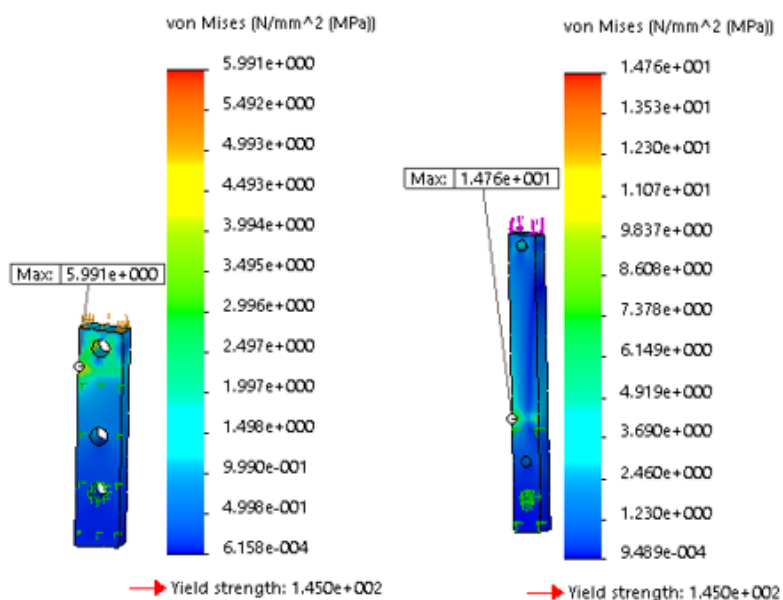 von Mises (N/mm^2 (MPa))
5.991e+000
5.492e+000
4.993e+000
4.493e+000
3.994e+000
3.495e+000
2.996e+000
2.497e+000
1.997e+000
1.498e+000
9.990e-001
4.998e-001
6.158e-004
Max: 5.991e+000
Yield strength: 1.450e+002
von Mises (N/mm^2 (MPa))
1.476e+001
1.353e+001
1.230e+001
1.107e+001
9.837e+000
8.608e+000
7.378e+000
6.149e+000
4.919e+000
3.690e+000
2.460e+000
1.230e+000
9.489e-004
Max: 1.476e+001
Yield strength: 1.450e+002